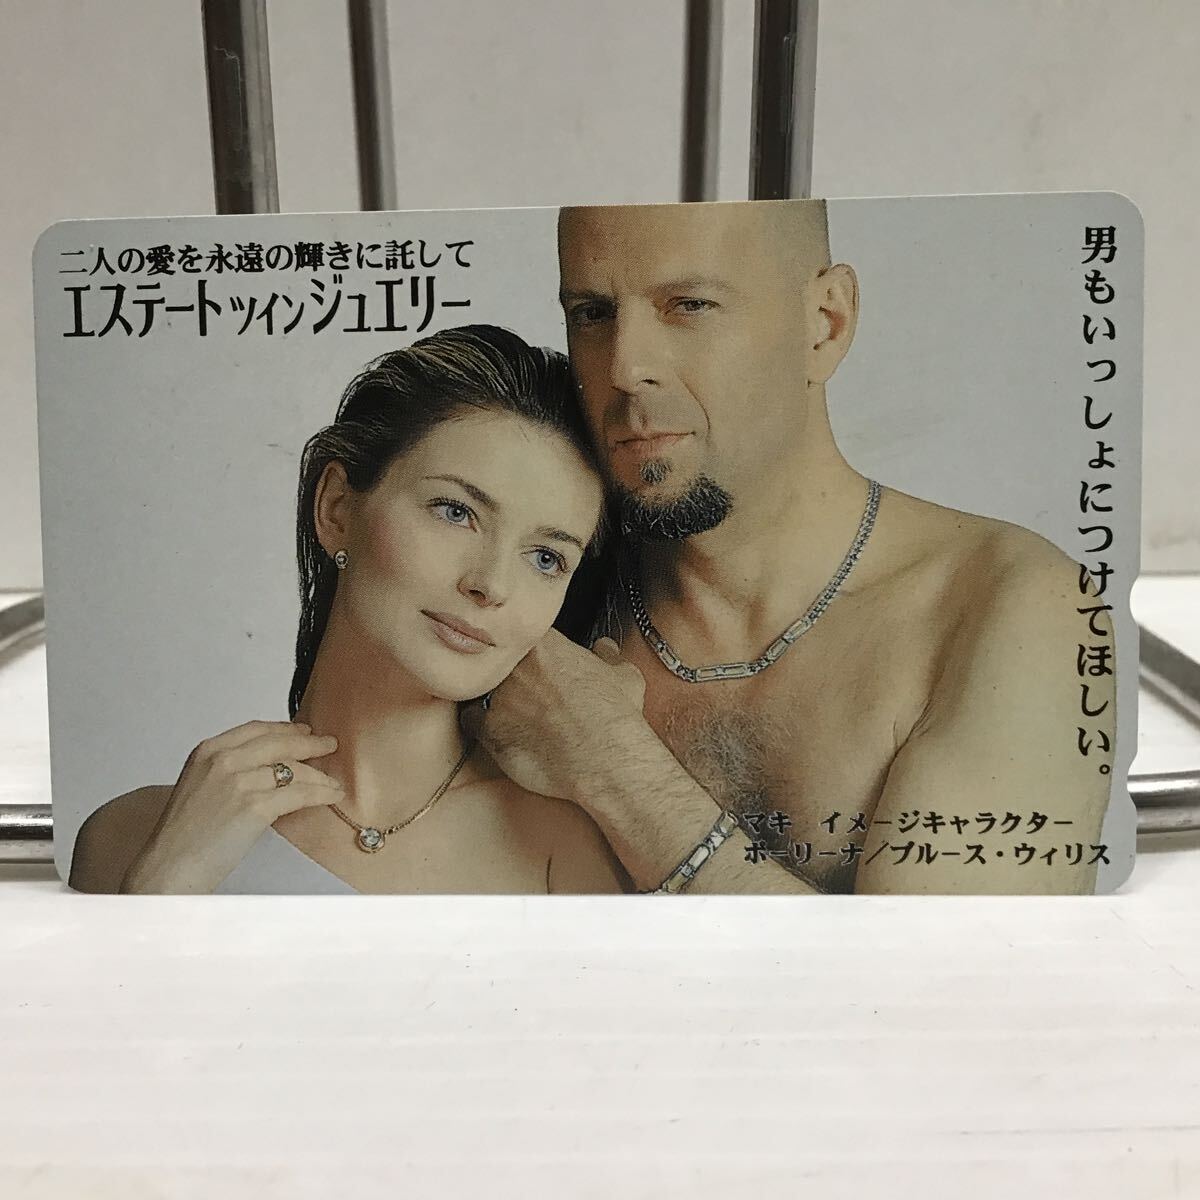 二人の愛を永遠の輝きに託して
エステートツインジュエリー
男もいっしょにつけてほしい。
マキ　イメージキャラクター
ポーリーナ／ブルース・ウィリス